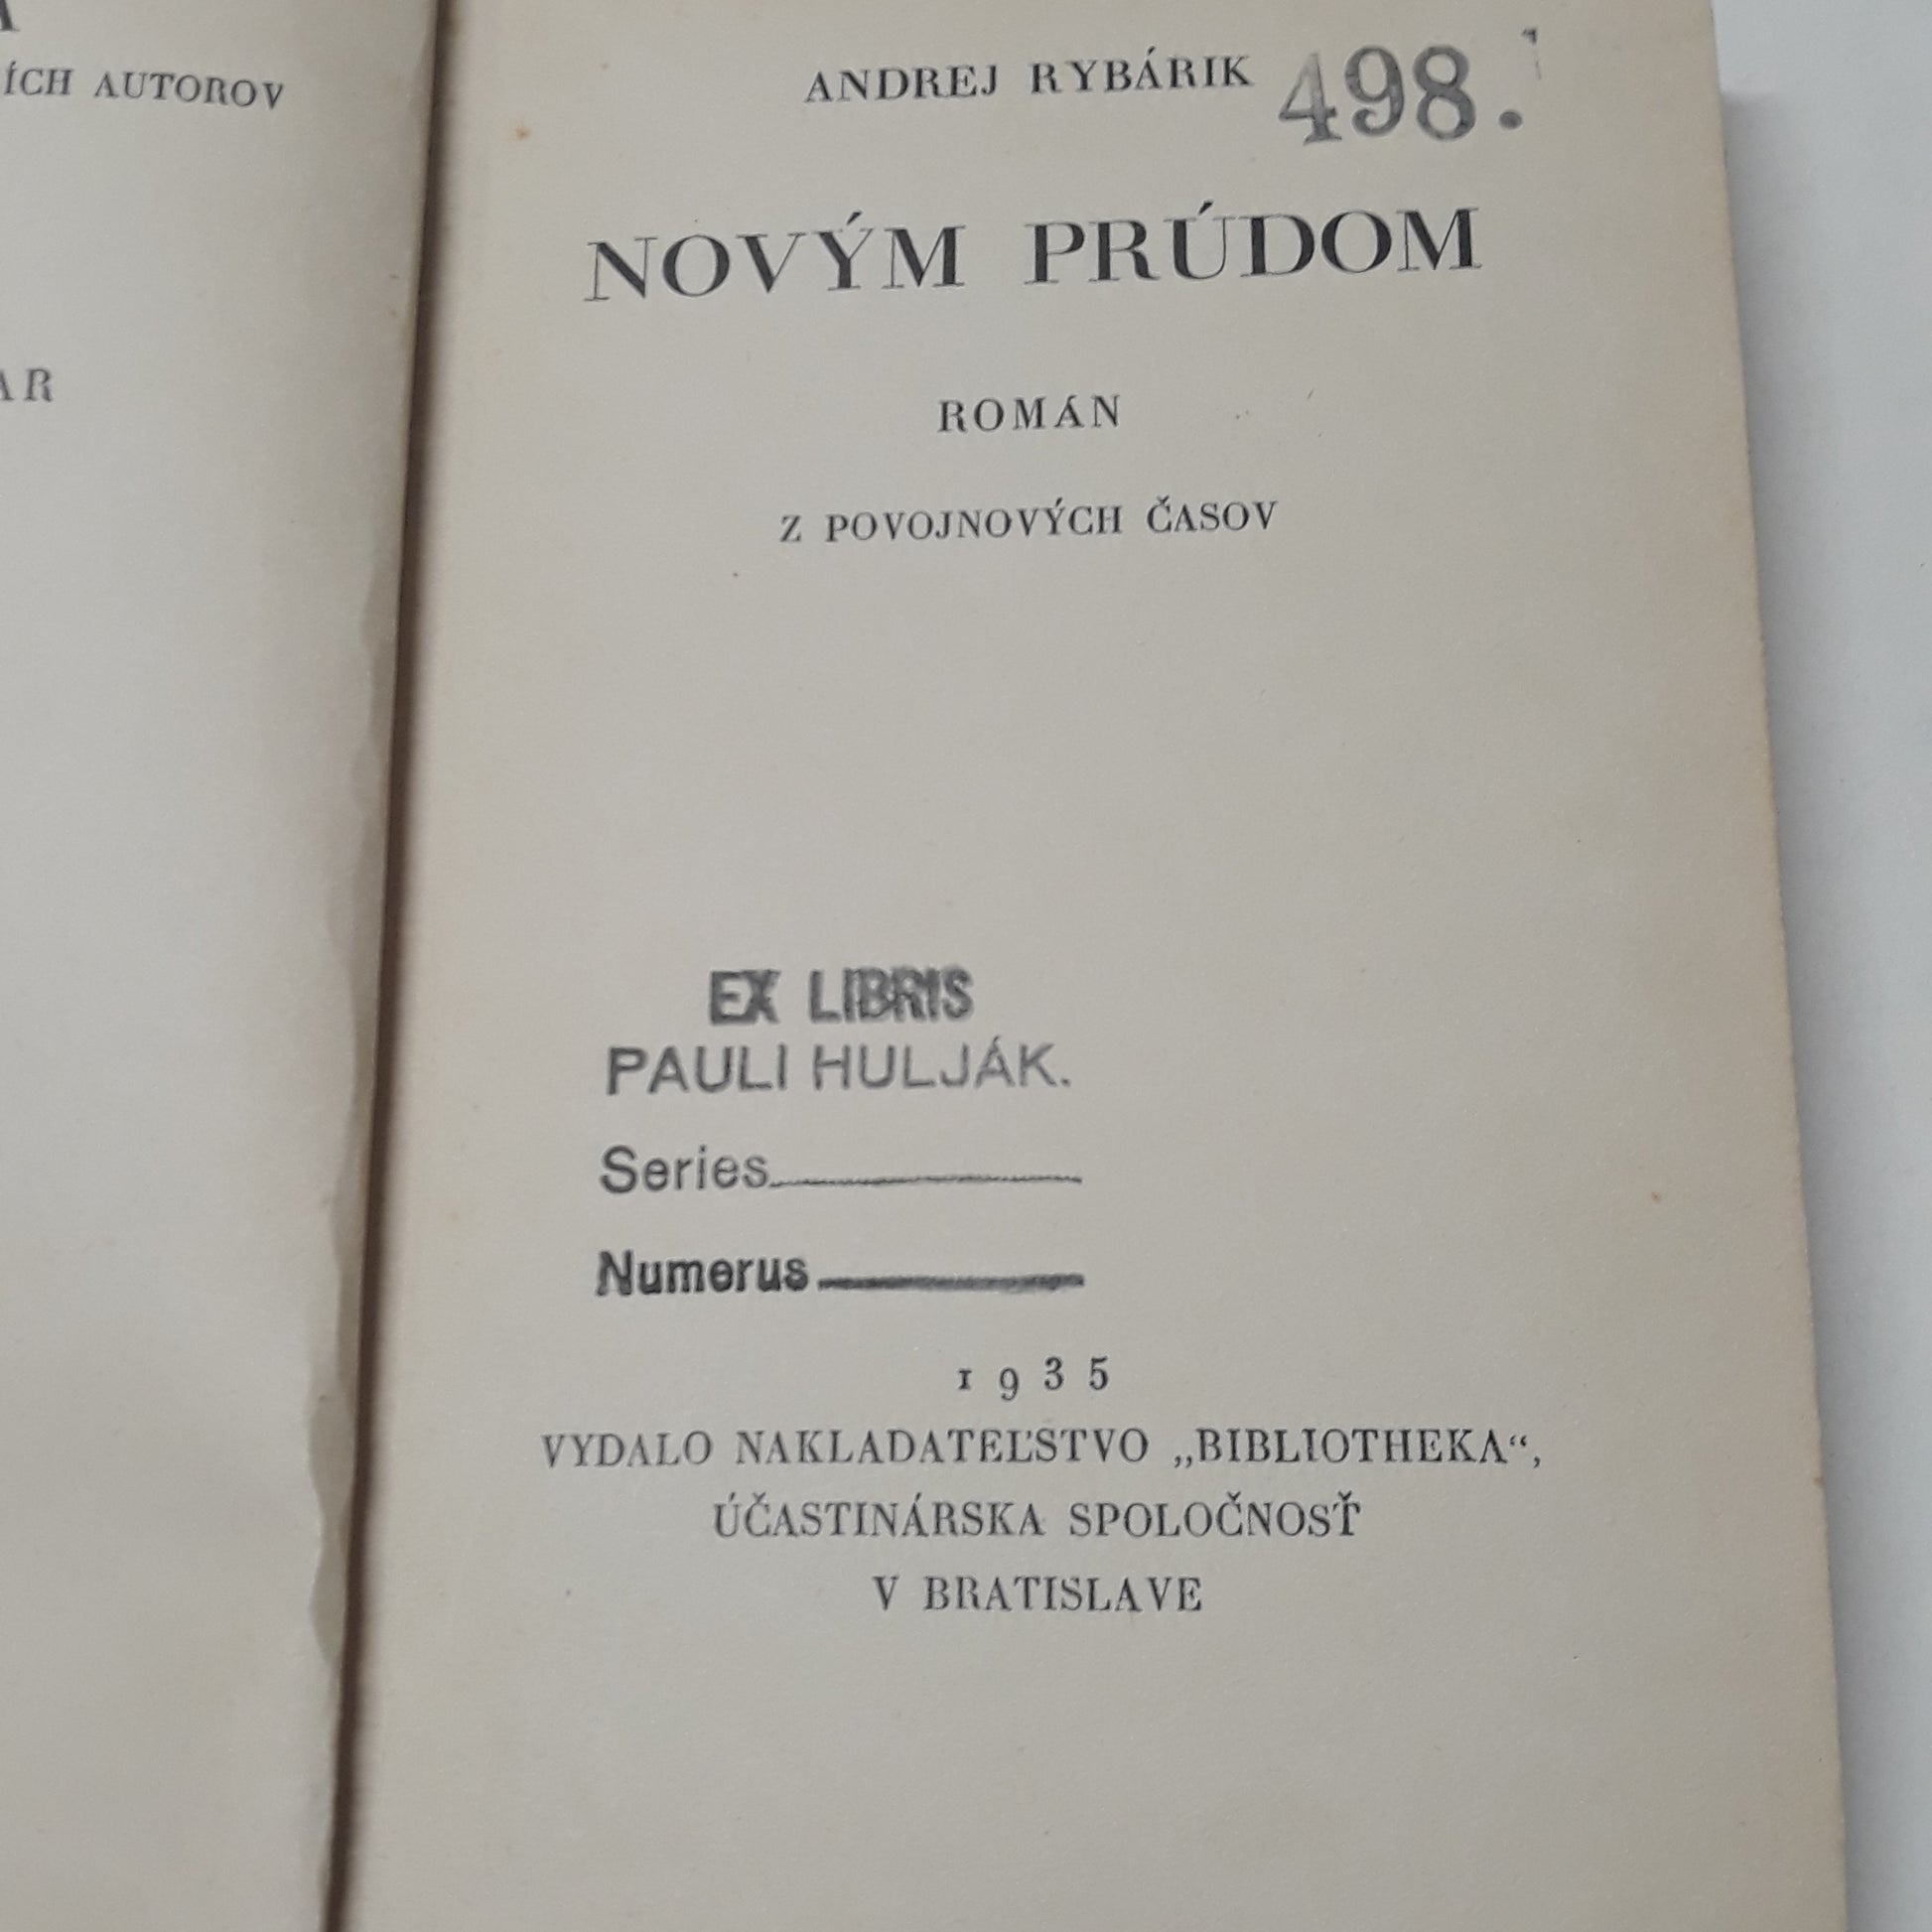 ÍCH AUTOROV
AR
ANDREJ RYBÁRIK
498.
NOVÝM PRÚDOM
ROMÁN
Z POVOJNOVÝCH ČASOV
EX LIBRIS
PAULI HULJÁK.
Series
Numerus
1935
VYDALO NAKLADATEĽSTVO „BIBLIOTHEKA“,
ÚČASTINÁRSKA SPOLOČNOSŤ
V BRATISLAVE